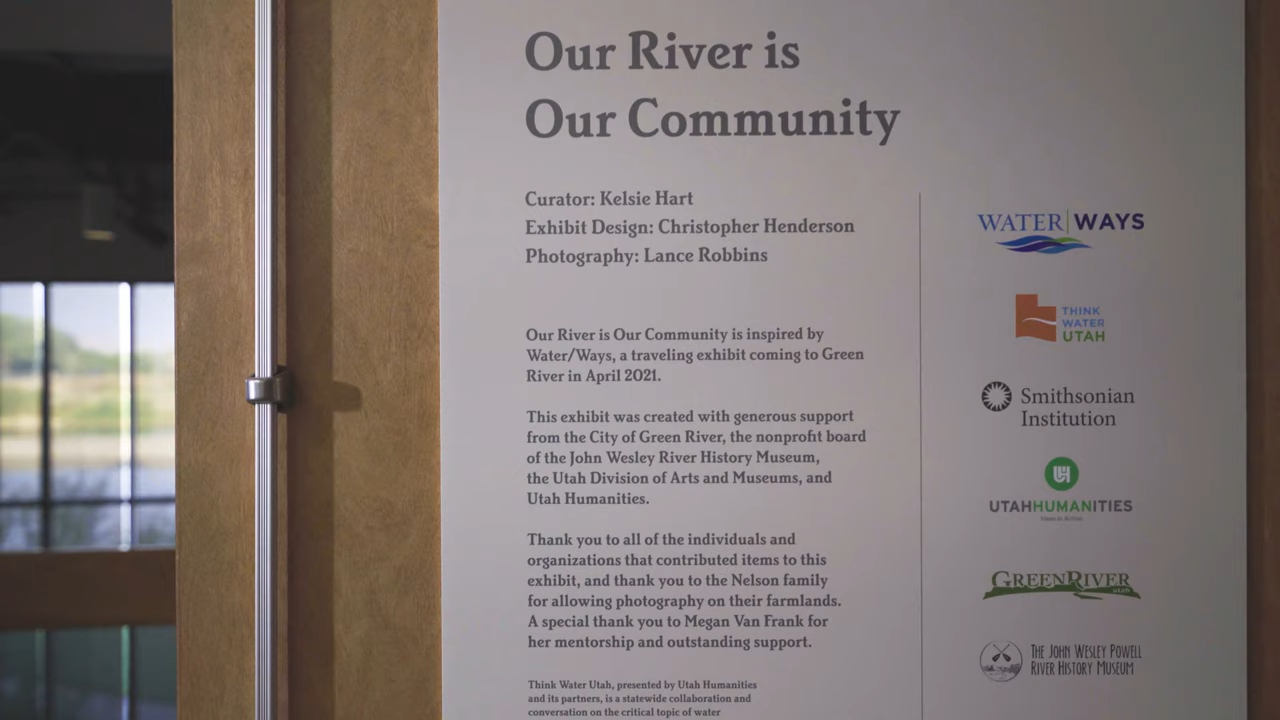 Our River is
Our Community
Curator: Kelsie Hart
Exhibit Design: Christopher Henderson
Photography: Lance Robbins
Our River is Our Community is inspired by
Water/Ways, a traveling exhibit coming to Green
River in April 2021.
This exhibit was created with generous support
from the City of Green River, the nonprofit board
of the John Wesley River History Museum,
the Utah Division of Arts and Museums, and
Utah Humanities.
Thank you to all of the individuals and
organizations that contributed items to this
exhibit, and thank you to the Nelson family
for allowing photography on their farmlands.
A special thank you to Megan Van Frank for
her mentorship and outstanding support.
Think Water Utah, presented by Utah Humanities
and its partners, is a statewide collaboration and
conversation on the critical topic of water
WATER|WAYS
THINK
WATER
UTAH
Smithsonian
Institution
UTAHHUMANITIES
Ideas in Action
GREENRIVER
utah
THE JOHN WESLEY POWELL
RIVER HISTORY MUSEUM